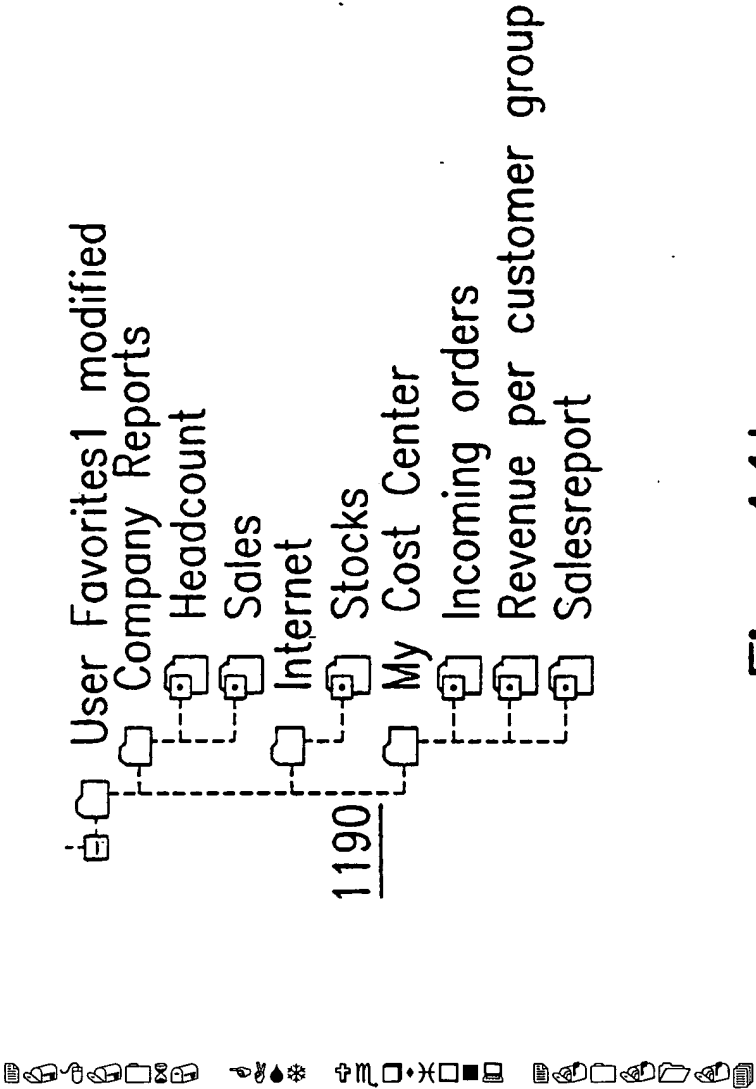 User Favorites1 modified
Company Reports
Headcount
Sales
Internet
Stocks
My Cost Center
Incoming orders
Revenue per customer group
Salesreport
1190